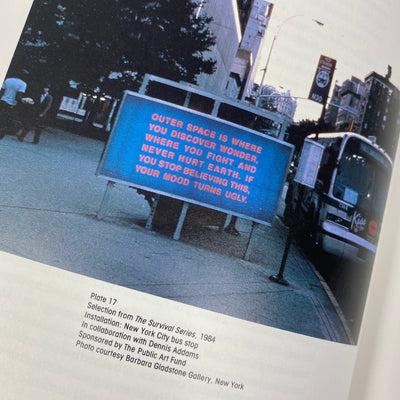 OUTER SPACE IS WHERE
YOU DISCOVER WONDER,
WHERE YOU FIGHT AND
NEVER HURT EARTH. IF
YOU STOP BELIEVING THIS,
YOUR MOOD TURNS UGLY.
Plate 17
Selection from The Survival Series, 1984
Installation: New York City bus stop
In collaboration with Dennis Addams
Sponsored by The Public Art Fund
Photo courtesy Barbara Gladstone Gallery, New York